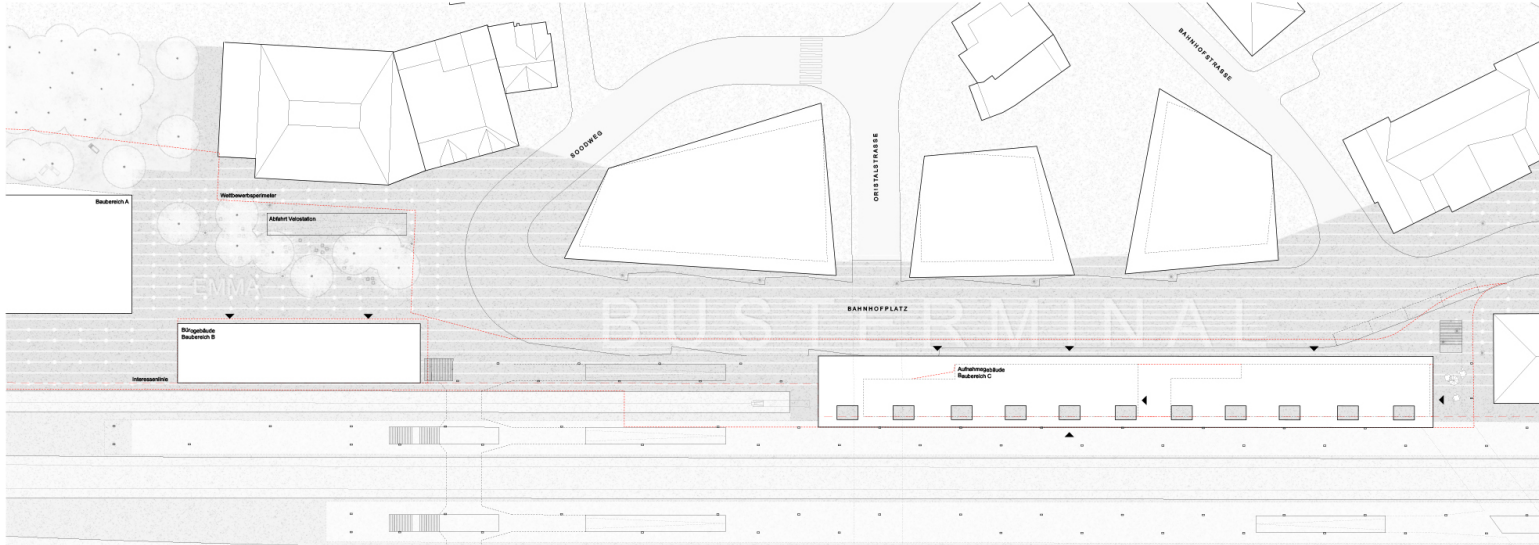 BAHNHOFSTRASSE
SOODWEG
ORISTALSTRASSE
Wettbewerbsperimeter
Baubereich A
Abfahrt Velostation
EMMA
BUSTERMINAL
BAHNHOFPLATZ
Bürogebäude
Baubereich B
Interessenlinie
Aufnahmegebäude
Baubereich C